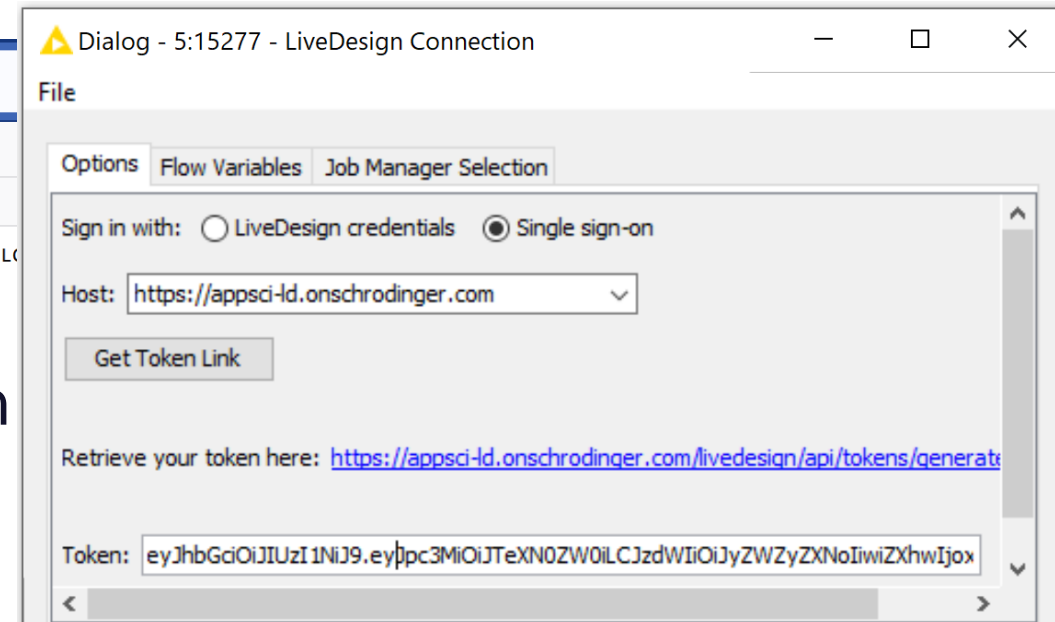 Dialog - 5:15277 - LiveDesign Connection
File
Options Flow Variables Job Manager Selection
Sign in with: LiveDesign credentials Single sign-on
Host: https://appsci-ld.onschrodinger.com
Get Token Link
Retrieve your token here: https://appsci-ld.onschrodinger.com/livedesign/api/tokens/generate
Token: eyJhbGciOiJIUzI1NiJ9.eyJpc3MiOiJTeXN0ZW0iLCJzdWIiOiJyZWZyZXNoIiwiZXhwIjox